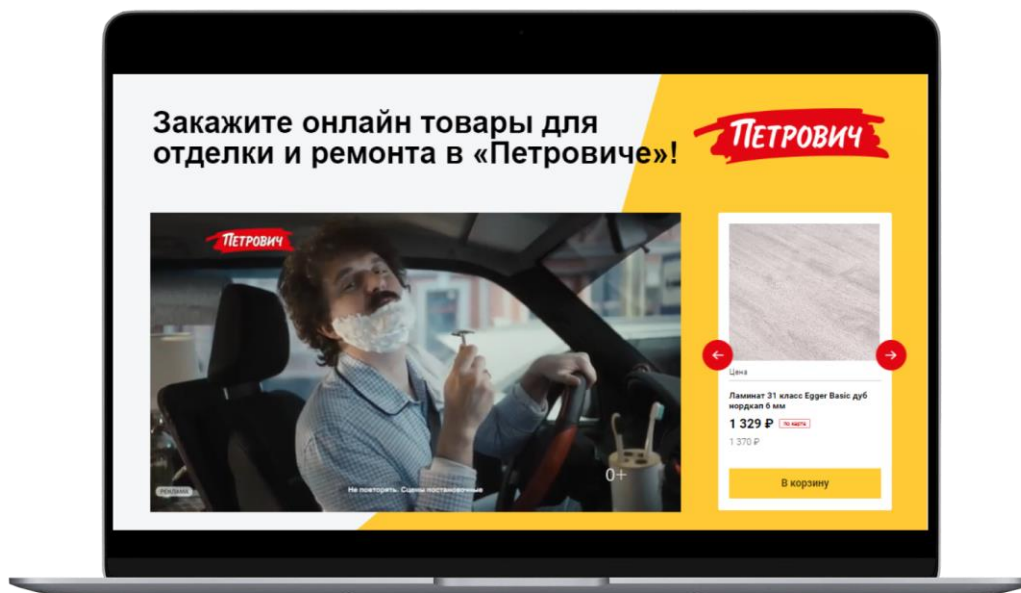 Закажите онлайн товары для
отделки и ремонта в «Петровиче»!
ПЕТРОВИЧ
ПЕТРОВИЧ
РЕКЛАМА
Не повторять. Сцены постановочные
0+
Цена
Ламинат 31 класс Egger Basic дуб
нордкап 6 мм
1 329 ₽ по карте
1 370 ₽
В корзину